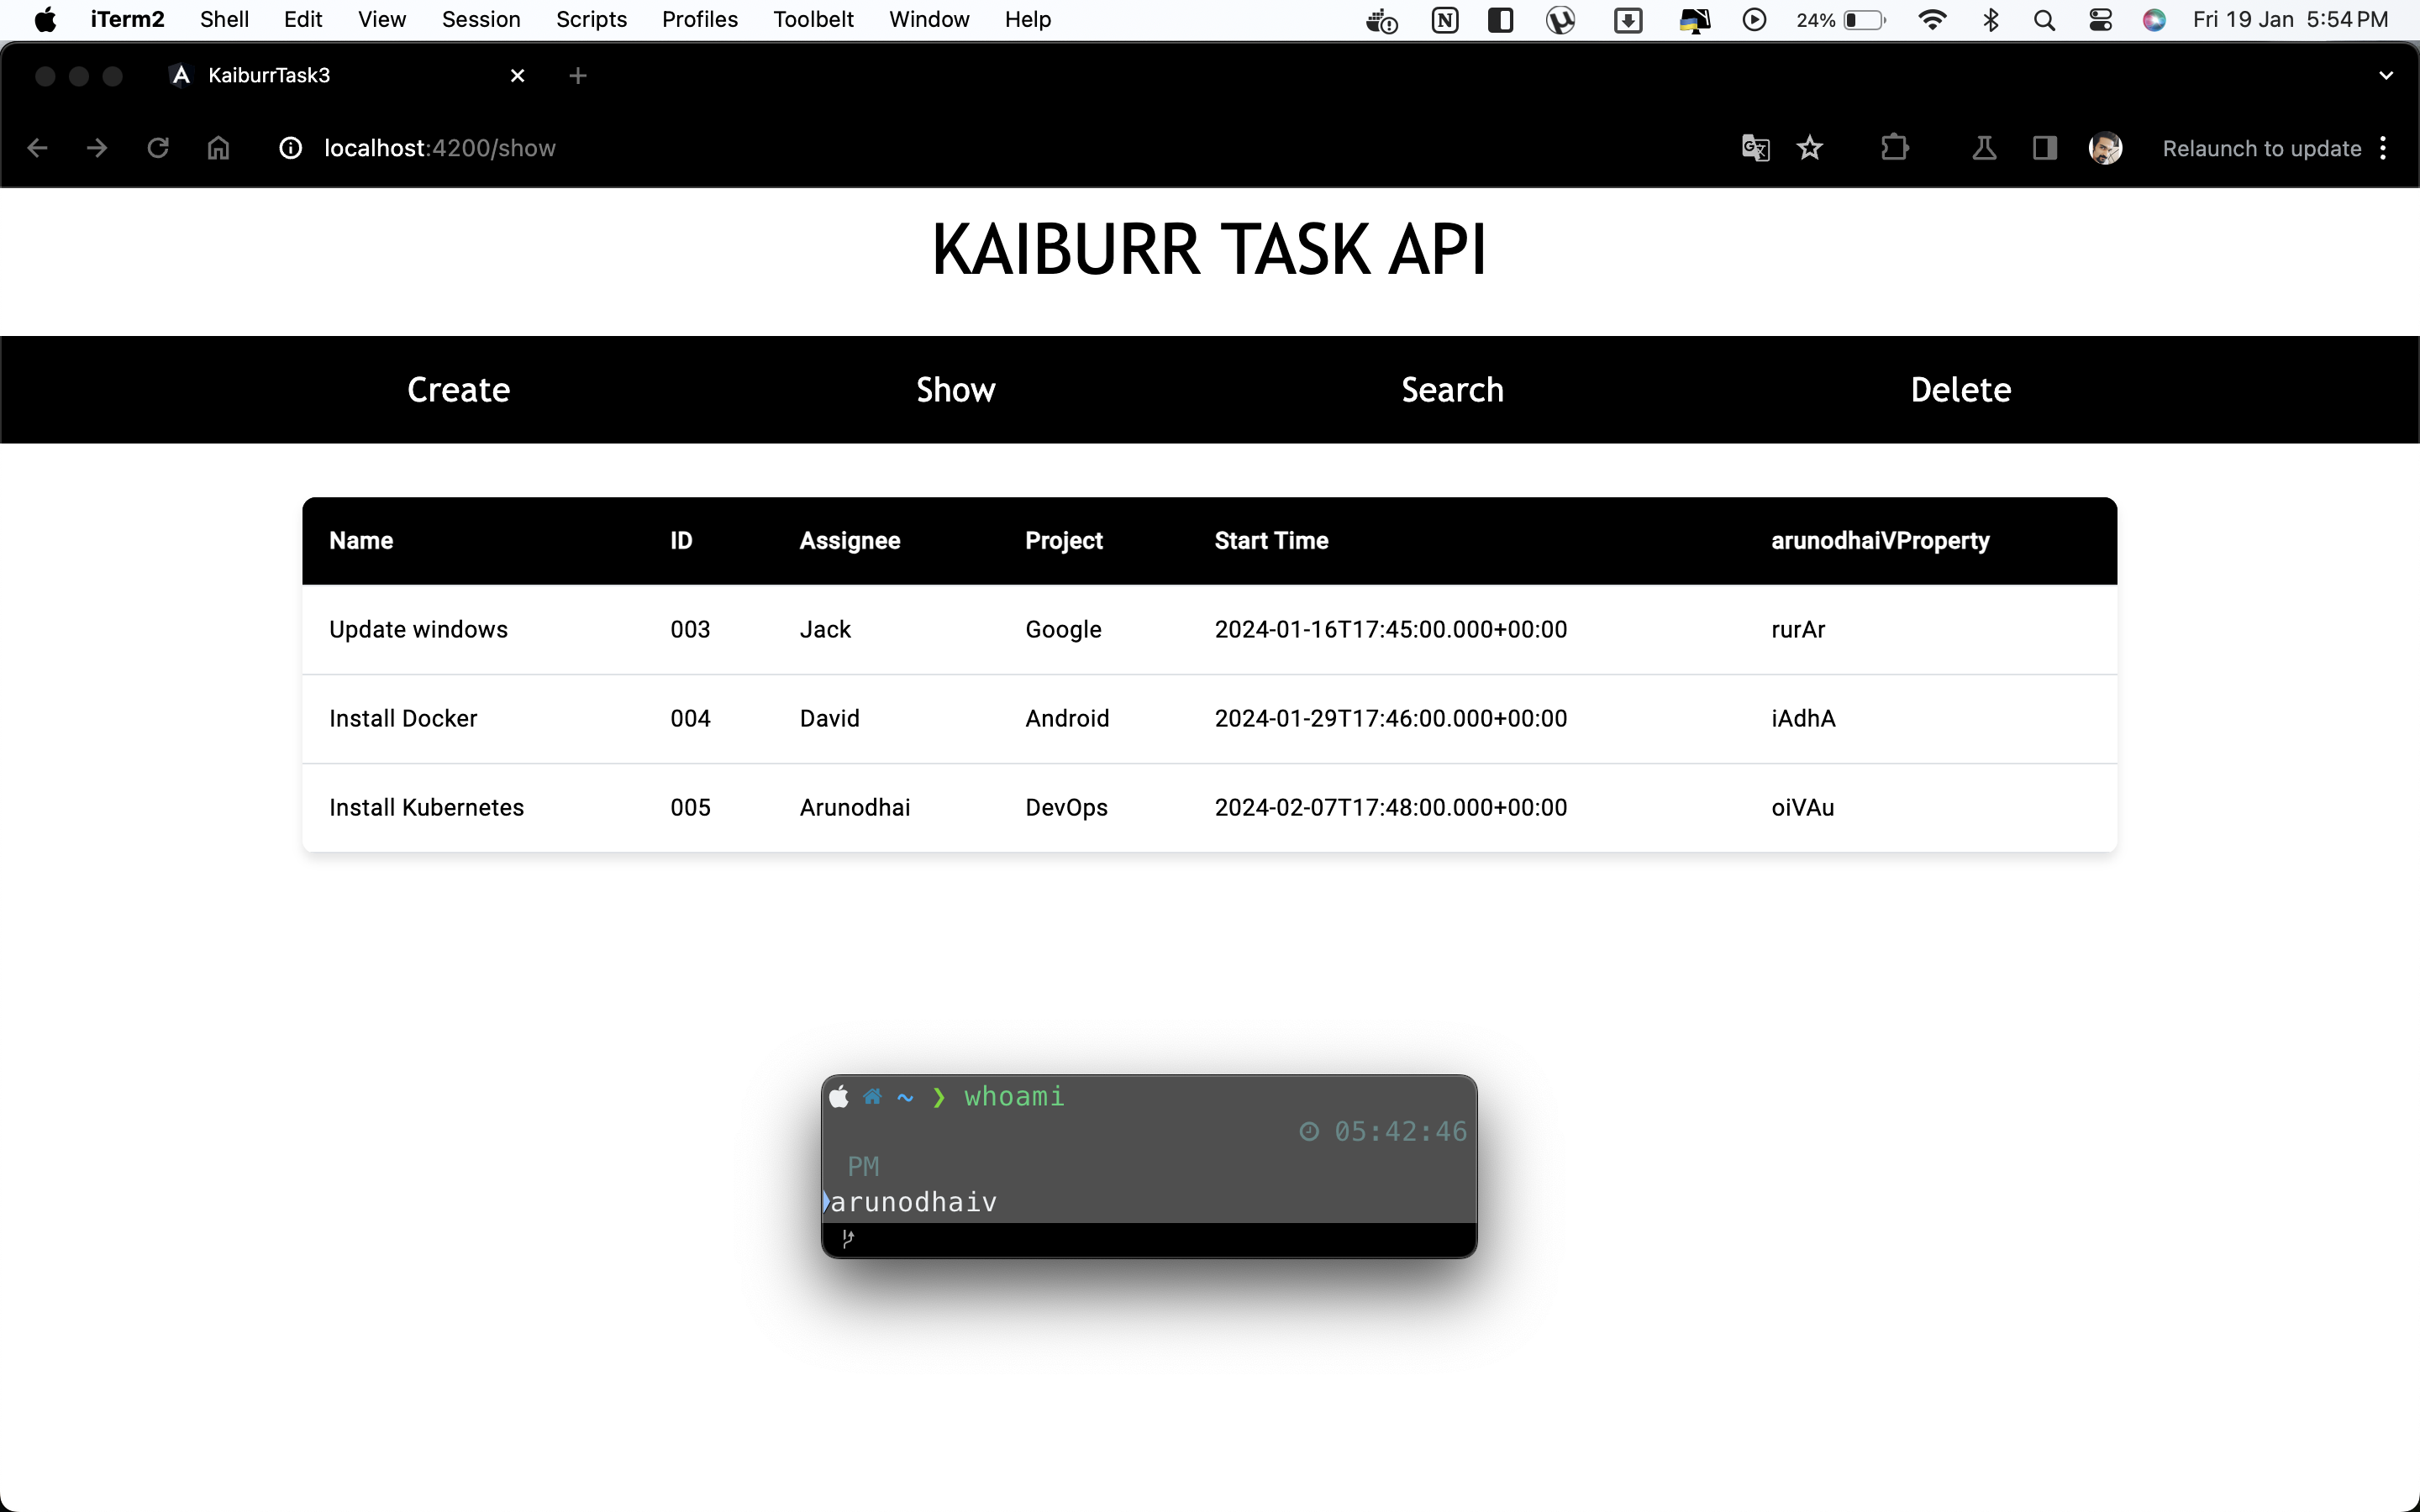 iTerm2 Shell Edit View Session Scripts Profiles Toolbelt Window Help 24% Fri 19 Jan 5:54 PM
KaiburrTask3
localhost:4200/show Relaunch to update
KAIBURR TASK API
Create Show Search Delete
Name ID Assignee Project Start Time arunodhaiVProperty
Update windows 003 Jack Google 2024-01-16T17:45:00.000+00:00 rurAr
Install Docker 004 David Android 2024-01-29T17:46:00.000+00:00 iAdhA
Install Kubernetes 005 Arunodhai DevOps 2024-02-07T17:48:00.000+00:00 oiVAu
~ ❯ whoami
05:42:46
PM
arunodhaiv